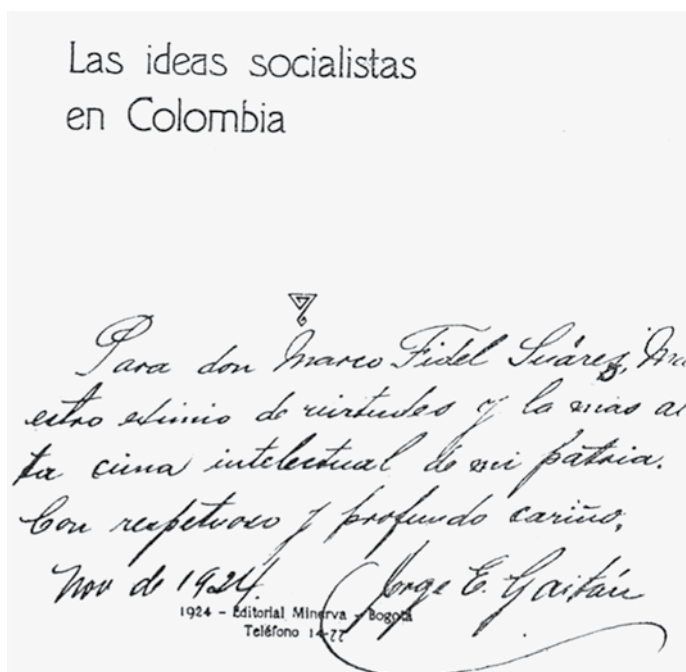 Las ideas socialistas
en Colombia
Para don Marco Fidel Suárez, Ma
estro eximio de virtudes y la mas al
ta cima intelectual de mi patria.
Con respetuoso y profundo cariño,
Nov de 1924. Jorge E. Gaitán
1924 - Editorial Minerva - Bogotá
Teléfono 14-77